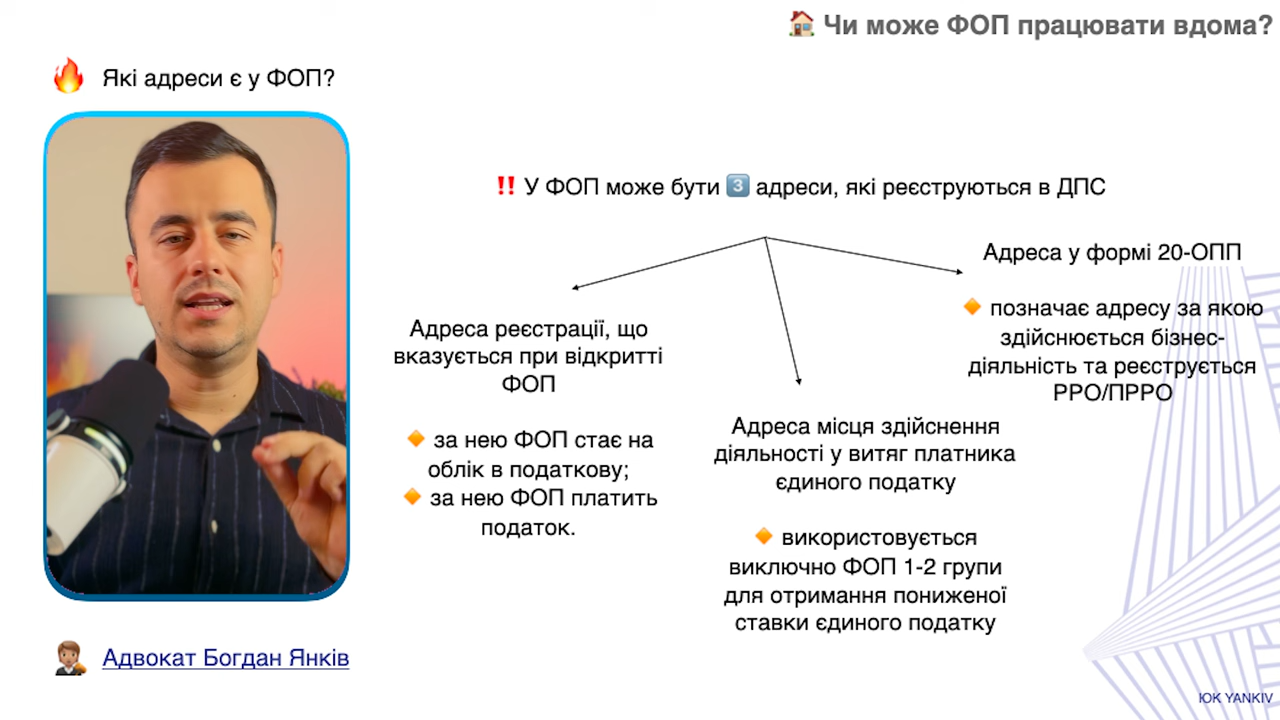 🏠 Чи може ФОП працювати вдома?
🔥 Які адреси є у ФОП?
‼️ У ФОП може бути 3️⃣ адреси, які реєструються в ДПС
Адреса реєстрації, що
вказується при відкритті
ФОП
🔸 за нею ФОП стає на
облік в податкову;
🔸 за нею ФОП платить
податок.
Адреса місця здійснення
діяльності у витяг платника
єдиного податку
🔸 використовується
виключно ФОП 1-2 групи
для отримання пониженої
ставки єдиного податку
Адреса у формі 20-ОПП
🔸 позначає адресу за якою
здійснюється бізнес-
діяльність та реєструється
РРО/ПРРО
Адвокат Богдан Янків
ЮК YANKIV